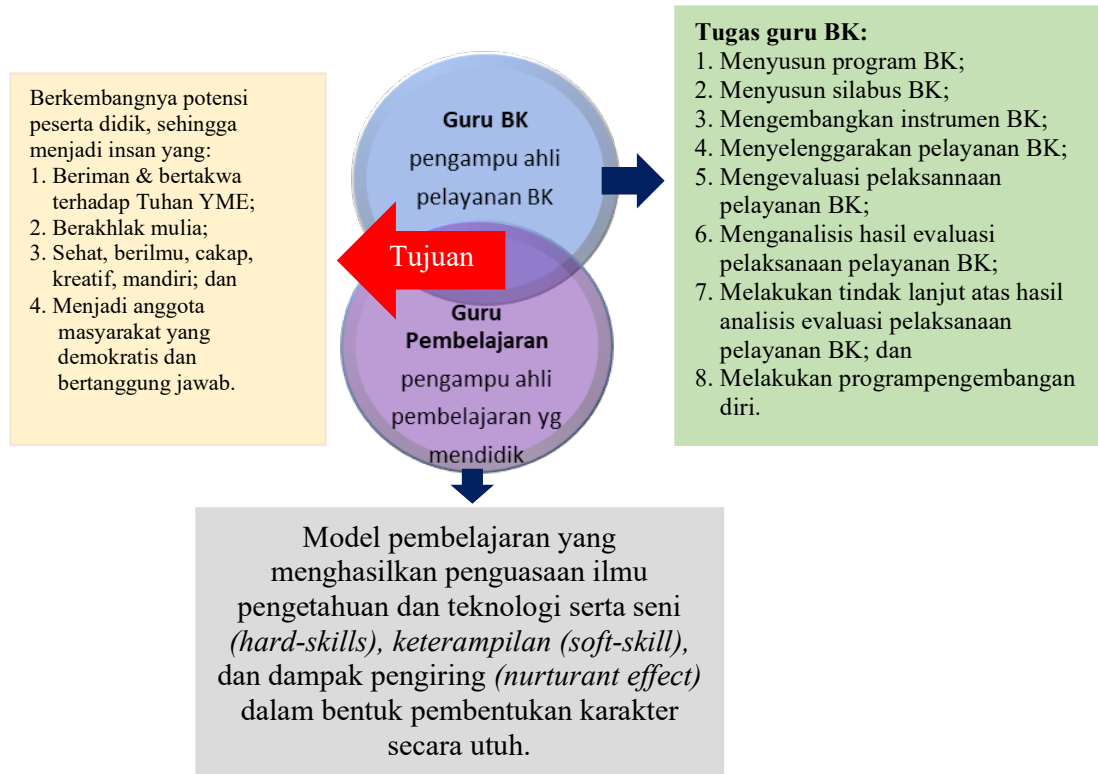 Berkembangnya potensi
peserta didik, sehingga
menjadi insan yang:
1. Beriman & bertakwa
terhadap Tuhan YME;
2. Berakhlak mulia;
3. Sehat, berilmu, cakap,
kreatif, mandiri; dan
4. Menjadi anggota
masyarakat yang
demokratis dan
bertanggung jawab.
Guru BK
pengampu ahli
pelayanan BK
Tujuan
Guru
Pembelajaran
pengampu ahli
pembelajaran yg
mendidik
Tugas guru BK:
1. Menyusun program BK;
2. Menyusun silabus BK;
3. Mengembangkan instrumen BK;
4. Menyelenggarakan pelayanan BK;
5. Mengevaluasi pelaksannaan
pelayanan BK;
6. Menganalisis hasil evaluasi
pelaksanaan pelayanan BK;
7. Melakukan tindak lanjut atas hasil
analisis evaluasi pelaksanaan
pelayanan BK; dan
8. Melakukan programpengembangan
diri.
Model pembelajaran yang
menghasilkan penguasaan ilmu
pengetahuan dan teknologi serta seni
(hard-skills), keterampilan (soft-skill),
dan dampak pengiring (nurturant effect)
dalam bentuk pembentukan karakter
secara utuh.